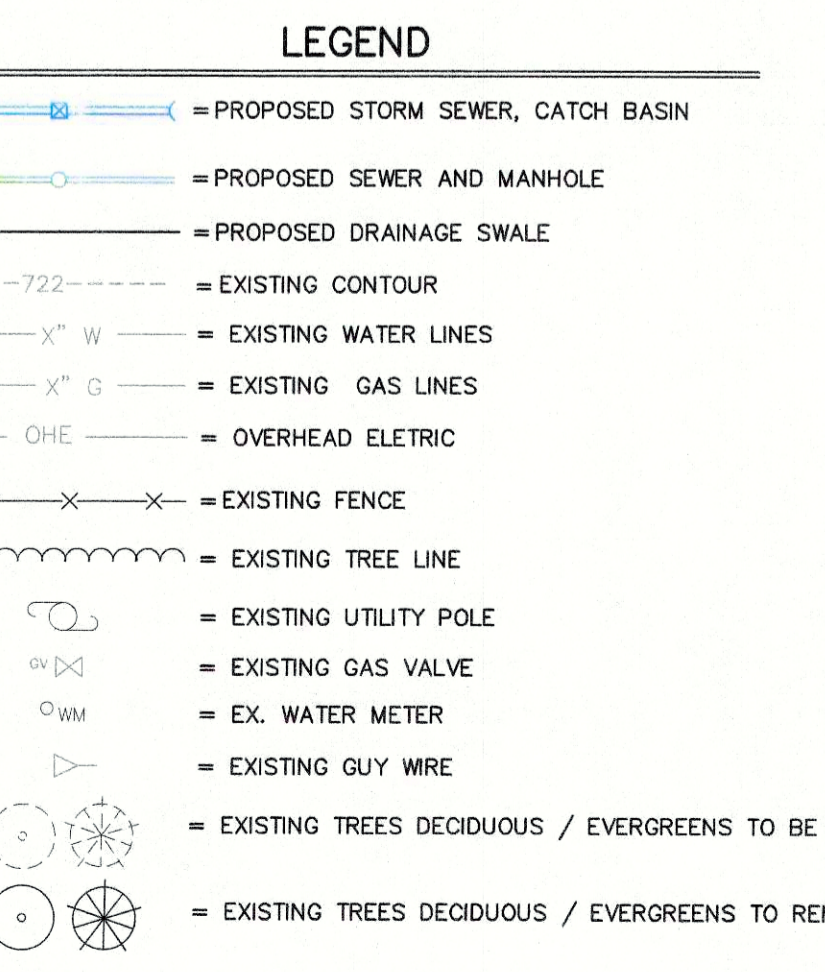 LEGEND
= PROPOSED STORM SEWER, CATCH BASIN
= PROPOSED SEWER AND MANHOLE
= PROPOSED DRAINAGE SWALE
-722----- = EXISTING CONTOUR
X" W = EXISTING WATER LINES
X" G = EXISTING GAS LINES
OHE = OVERHEAD ELETRIC
= EXISTING FENCE
= EXISTING TREE LINE
= EXISTING UTILITY POLE
GV = EXISTING GAS VALVE
WM = EX. WATER METER
= EXISTING GUY WIRE
= EXISTING TREES DECIDUOUS / EVERGREENS TO BE
= EXISTING TREES DECIDUOUS / EVERGREENS TO